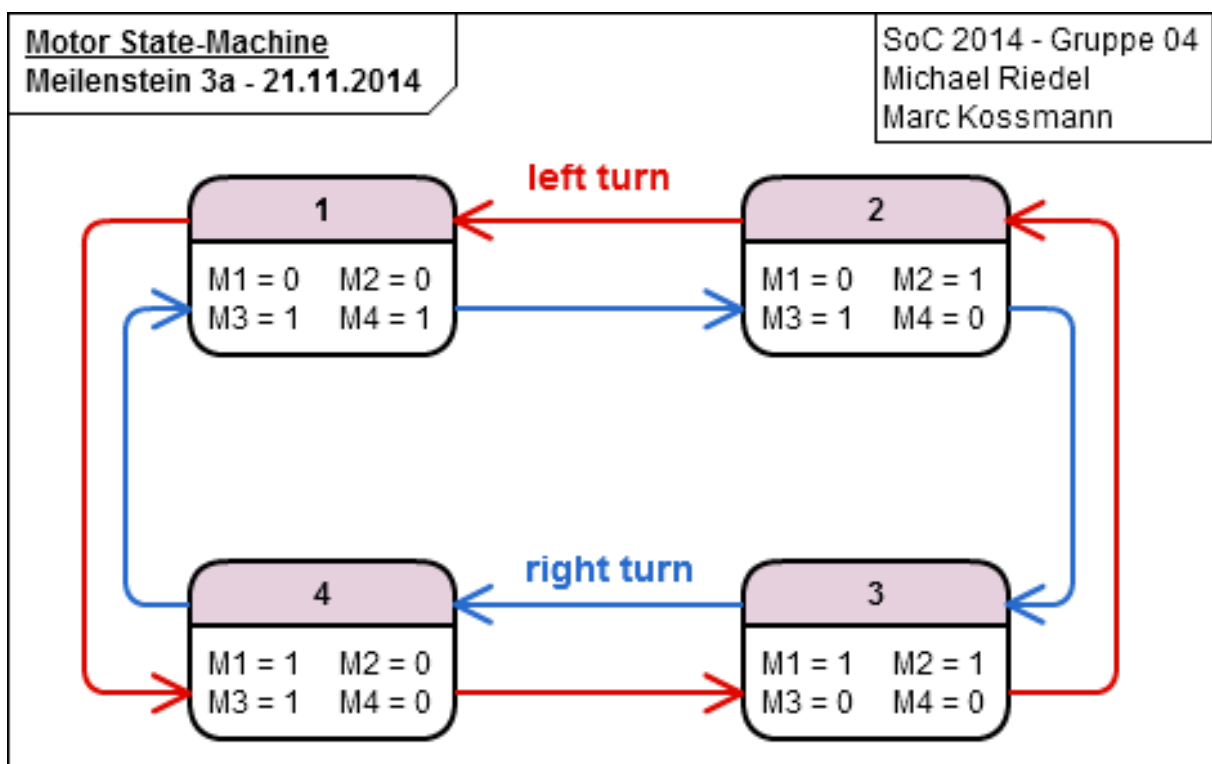 Motor State-Machine
Meilenstein 3a - 21.11.2014
SoC 2014 - Gruppe 04
Michael Riedel
Marc Kossmann
left turn
1
M1 = 0 M2 = 0
M3 = 1 M4 = 1
2
M1 = 0 M2 = 1
M3 = 1 M4 = 0
right turn
4
M1 = 1 M2 = 0
M3 = 1 M4 = 0
3
M1 = 1 M2 = 1
M3 = 0 M4 = 0